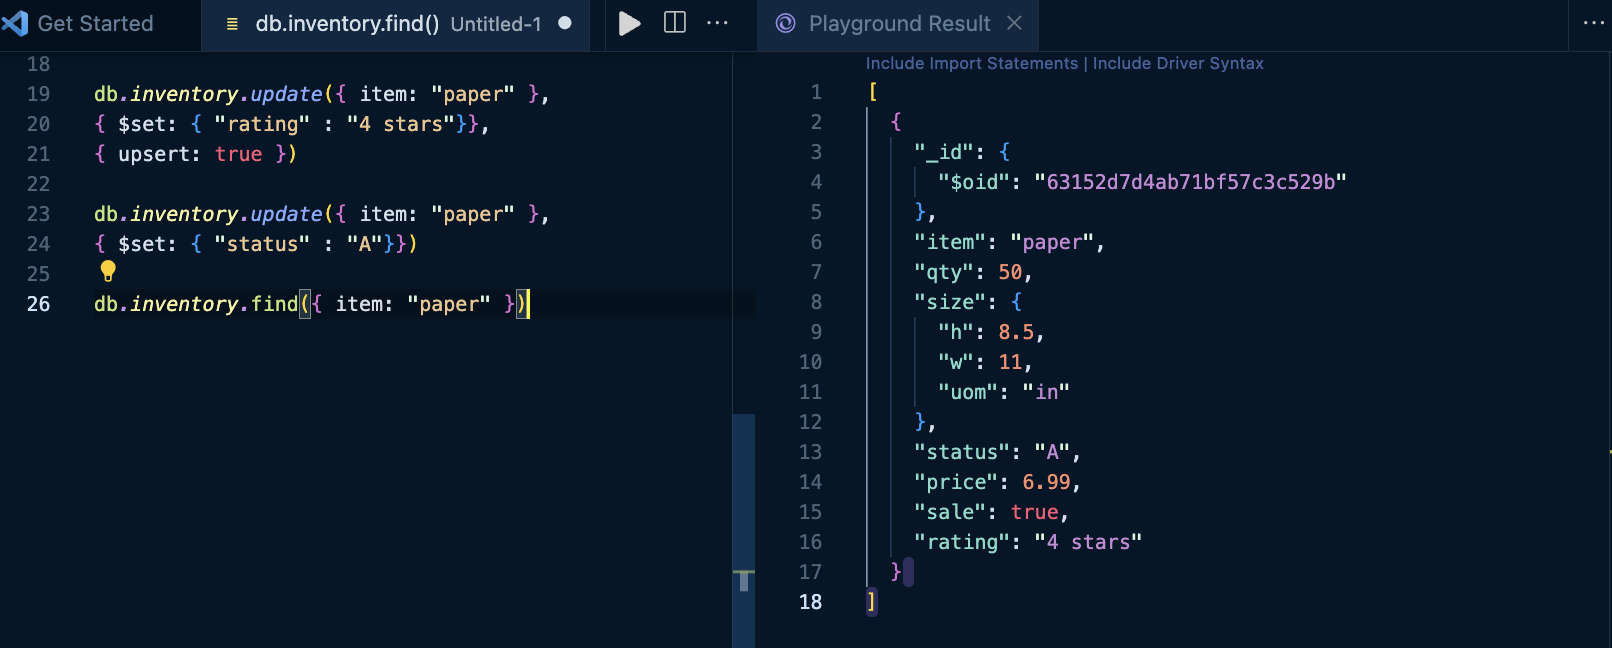 Get Started
db.inventory.find() Untitled-1
Playground Result
18
19 db.inventory.update({ item: "paper" },
20 { $set: { "rating" : "4 stars"}},
21 { upsert: true })
22
23 db.inventory.update({ item: "paper" },
24 { $set: { "status" : "A"}})
25
26 db.inventory.find({ item: "paper" })
Include Import Statements | Include Driver Syntax
1 [
2 {
3 "_id": {
4 "$oid": "63152d7d4ab71bf57c3c529b"
5 },
6 "item": "paper",
7 "qty": 50,
8 "size": {
9 "h": 8.5,
10 "w": 11,
11 "uom": "in"
12 },
13 "status": "A",
14 "price": 6.99,
15 "sale": true,
16 "rating": "4 stars"
17 }
18 ]